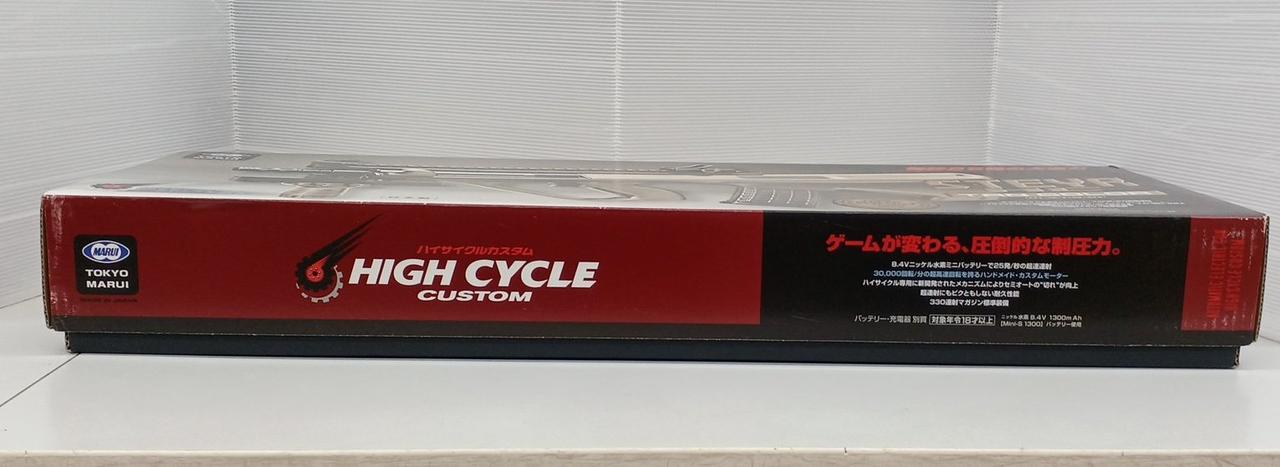 MARUI
TOKYO
MARUI
MADE IN JAPAN
ハイサイクルカスタム
HIGH CYCLE
CUSTOM
ゲームが変わる、圧倒的な制圧力。
8.4Vニッケル水素ミニバッテリーで25発/秒の超速連射
30,000回転/分の超高速回転を誇るハンドメイド・カスタムモーター
ハイサイクル専用に新開発されたメカニズムによりセミオートの"切れ"が向上
超連射にもビクともしない耐久性能
330連射マガジン標準装備
バッテリー・充電器 別買 対象年令18才以上
ニッケル水素 8.4V 1300mAh
[Mini-S 1300] バッテリー使用